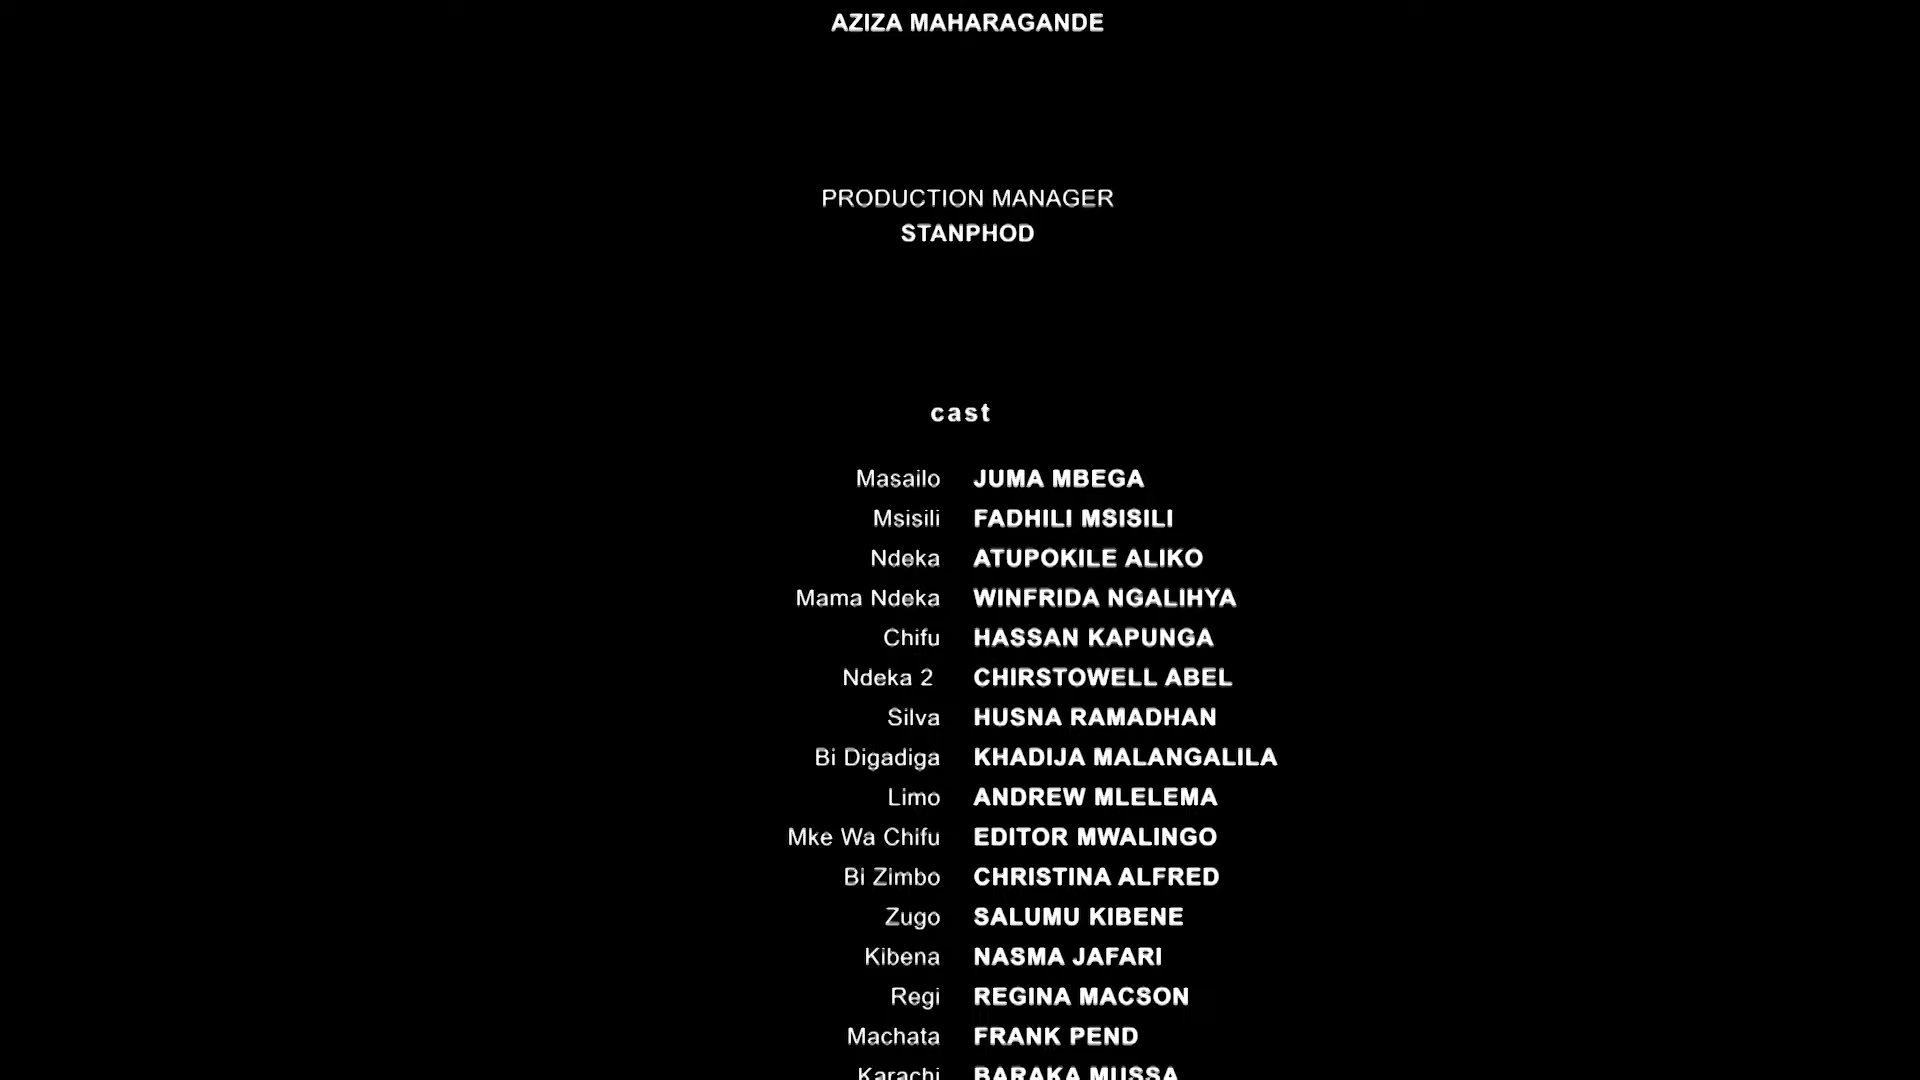 AZIZA MAHARAGANDE
PRODUCTION MANAGER
STANPHOD
cast
Masailo JUMA MBEGA
Msisili FADHILI MSISILI
Ndeka ATUPOKILE ALIKO
Mama Ndeka WINFRIDA NGALIHYA
Chifu HASSAN KAPUNGA
Ndeka 2 CHIRSTOWELL ABEL
Silva HUSNA RAMADHAN
Bi Digadiga KHADIJA MALANGALILA
Limo ANDREW MLELEMA
Mke Wa Chifu EDITOR MWALINGO
Bi Zimbo CHRISTINA ALFRED
Zugo SALUMU KIBENE
Kibena NASMA JAFARI
Regi REGINA MACSON
Machata FRANK PEND
Karachi BARAKA MUSSA